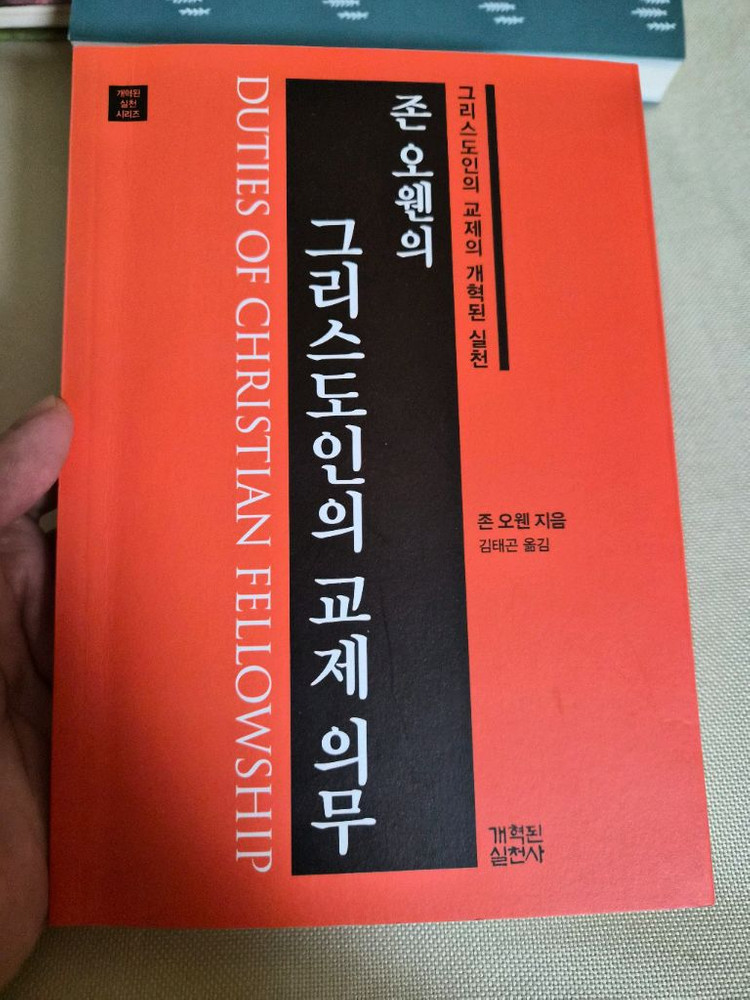 개혁된
실천
시리즈
DUTIES OF CHRISTIAN FELLOWSHIP
존 오웬의
그리스도인의 교제 의무
그리스도인의 교제의 개혁된 실천
존 오웬 지음
김태곤 옮김
개혁된
실천사